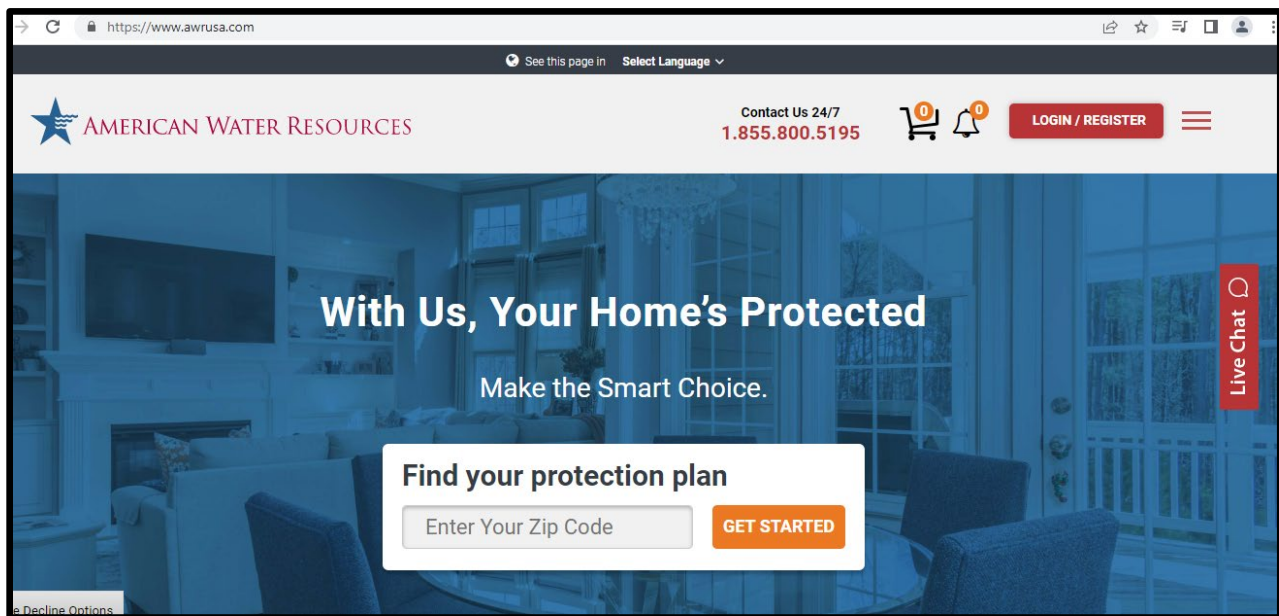 https://www.awrusa.com
See this page in Select Language
AMERICAN WATER RESOURCES
Contact Us 24/7
1.855.800.5195
0
0
LOGIN / REGISTER
With Us, Your Home's Protected
Make the Smart Choice.
Live Chat
Find your protection plan
Enter Your Zip Code
GET STARTED
e Decline Options